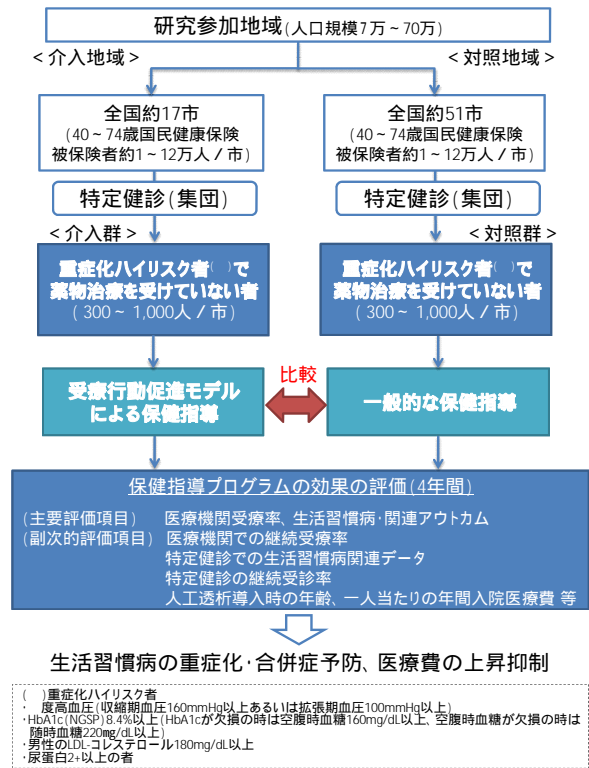 研究参加地域(人口規模7万~70万)
<介入地域>
<対照地域>
全国約17市
(40~74歳国民健康保険
被保険者約1~12万人/市)
全国約51市
(40~74歳国民健康保険
被保険者約1~12万人/市)
特定健診(集団)
特定健診(集団)
<介入群>
<対照群>
重症化ハイリスク者( )で
薬物治療を受けていない者
(300~1,000人/市)
重症化ハイリスク者( )で
薬物治療を受けていない者
(300~1,000人/市)
受療行動促進モデル
による保健指導
比較
一般的な保健指導
保健指導プログラムの効果の評価(4年間)
(主要評価項目) 医療機関受療率、生活習慣病・関連アウトカム
(副次的評価項目) 医療機関での継続受療率
特定健診での生活習慣病関連データ
特定健診の継続受診率
人工透析導入時の年齢、一人当たりの年間入院医療費 等
生活習慣病の重症化・合併症予防、医療費の上昇抑制
( )重症化ハイリスク者
・ 度高血圧(収縮期血圧160mmHg以上あるいは拡張期血圧100mmHg以上)
・HbA1c(NGSP)8.4%以上(HbA1cが欠損の時は空腹時血糖160mg/dL以上、空腹時血糖が欠損の時は
随時血糖220mg/dL以上)
・男性のLDL-コレステロール180mg/dL以上
・尿蛋白2+以上の者